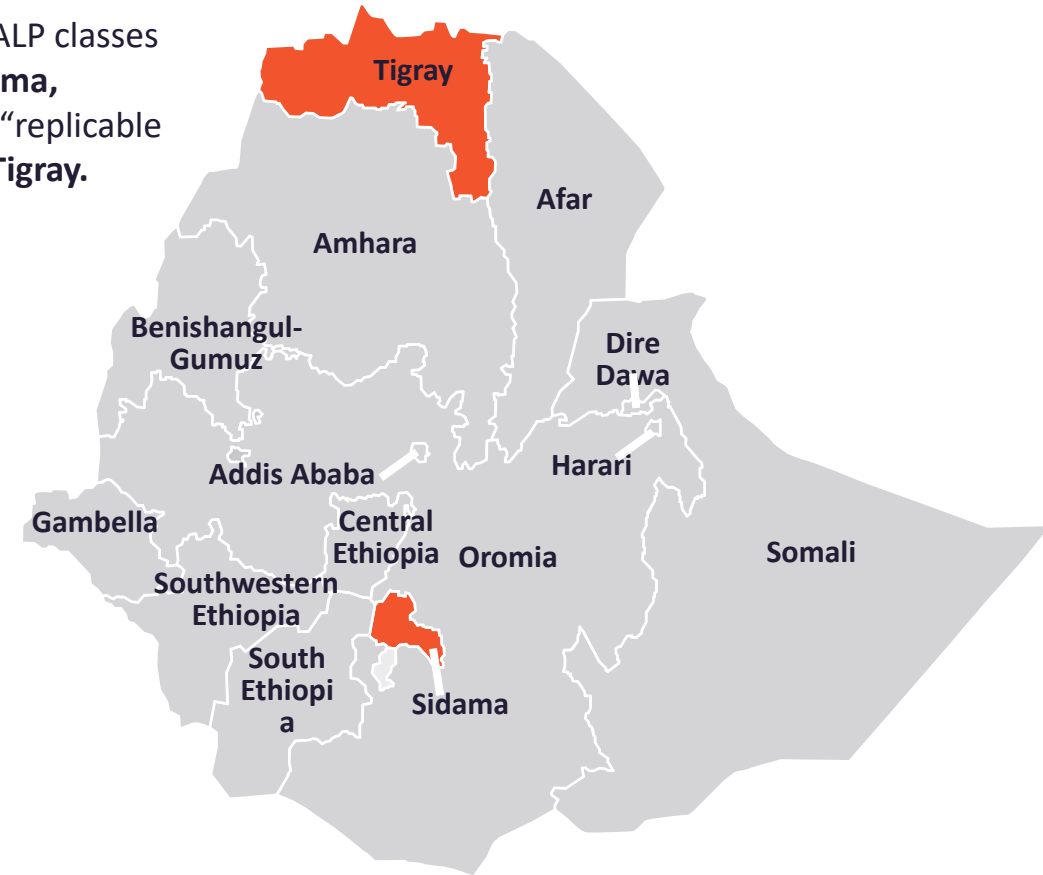 ALP classes
ma,
“replicable
Tigray.
Tigray
Afar
Amhara
Benishangul-
Gumuz
Dire
Dawa
Addis Ababa
Harari
Gambella
Central
Ethiopia
Oromia
Somali
Southwestern
Ethiopia
South
Ethiopi
a
Sidama